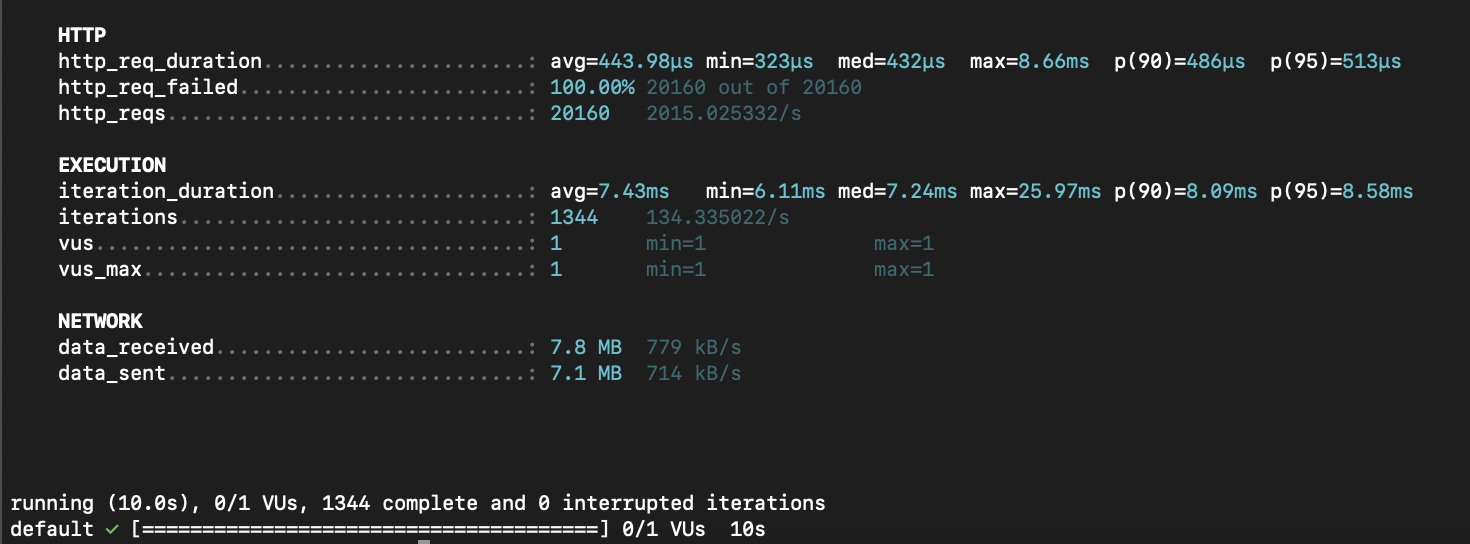 HTTP
http_req_duration......................: avg=443.98µs min=323µs med=432µs max=8.66ms p(90)=486µs p(95)=513µs
http_req_failed........................: 100.00% 20160 out of 20160
http_reqs..............................: 20160 2015.025332/s
EXECUTION
iteration_duration.....................: avg=7.43ms min=6.11ms med=7.24ms max=25.97ms p(90)=8.09ms p(95)=8.58ms
iterations.............................: 1344 134.335022/s
vus....................................: 1 min=1 max=1
vus_max................................: 1 min=1 max=1
NETWORK
data_received..........................: 7.8 MB 779 kB/s
data_sent..............................: 7.1 MB 714 kB/s
running (10.0s), 0/1 VUs, 1344 complete and 0 interrupted iterations
default ✓ [======================================] 0/1 VUs 10s